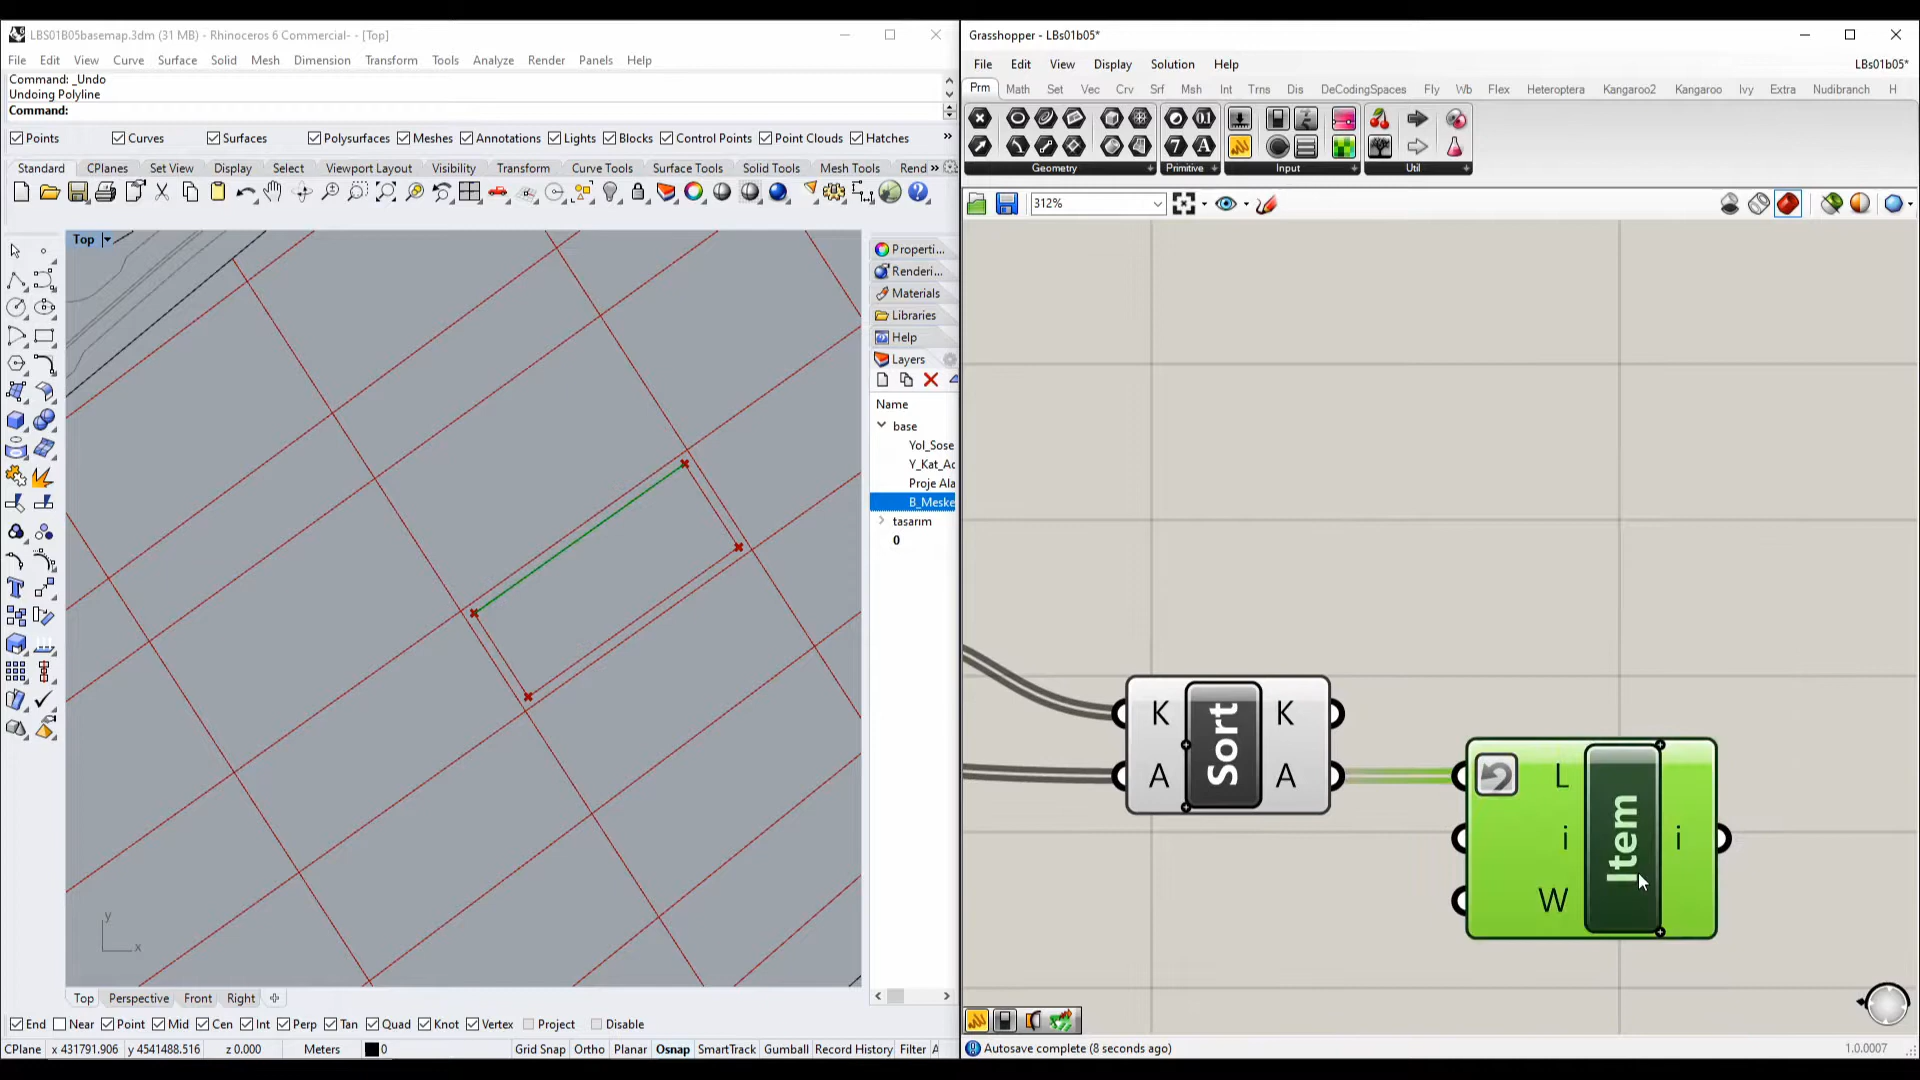 LBS01B05basemap.3dm (31 MB) - Rhinoceros 6 Commercial- - [Top]
File Edit View Curve Surface Solid Mesh Dimension Transform Tools Analyze Render Panels Help
Command: _Undo
Undoing Polyline
Command:
Points Curves Surfaces Polysurfaces Meshes Annotations Lights Blocks Control Points Point Clouds Hatches »
Standard CPlanes Set View Display Select Viewport Layout Visibility Transform Curve Tools Surface Tools Solid Tools Mesh Tools Rend »
Top
Properti...
Renderi...
Materials
Libraries
Help
Layers
Name
base
Yol_Sose
Y_Kat_Ac
Proje Ala
B_Meske
tasarım
0
y
x
Top Perspective Front Right
End Near Point Mid Cen Int Perp Tan Quad Knot Vertex Project Disable
CPlane x 431791.906 y 4541488.516 z 0.000 Meters 0 Grid Snap Ortho Planar Osnap SmartTrack Gumball Record History Filter A
Grasshopper - LBs01b05*
File Edit View Display Solution Help LBs01b05*
Prm Math Set Vec Crv Srf Msh Int Trns Dis DeCodingSpaces Fly Wb Flex Heteroptera Kangaroo2 Kangaroo Ivy Extra Nudibranch H
Geometry Primitive Input Util
312%
K Sort K
A A
L Item
i i
W
Autosave complete (8 seconds ago) 1.0.0007